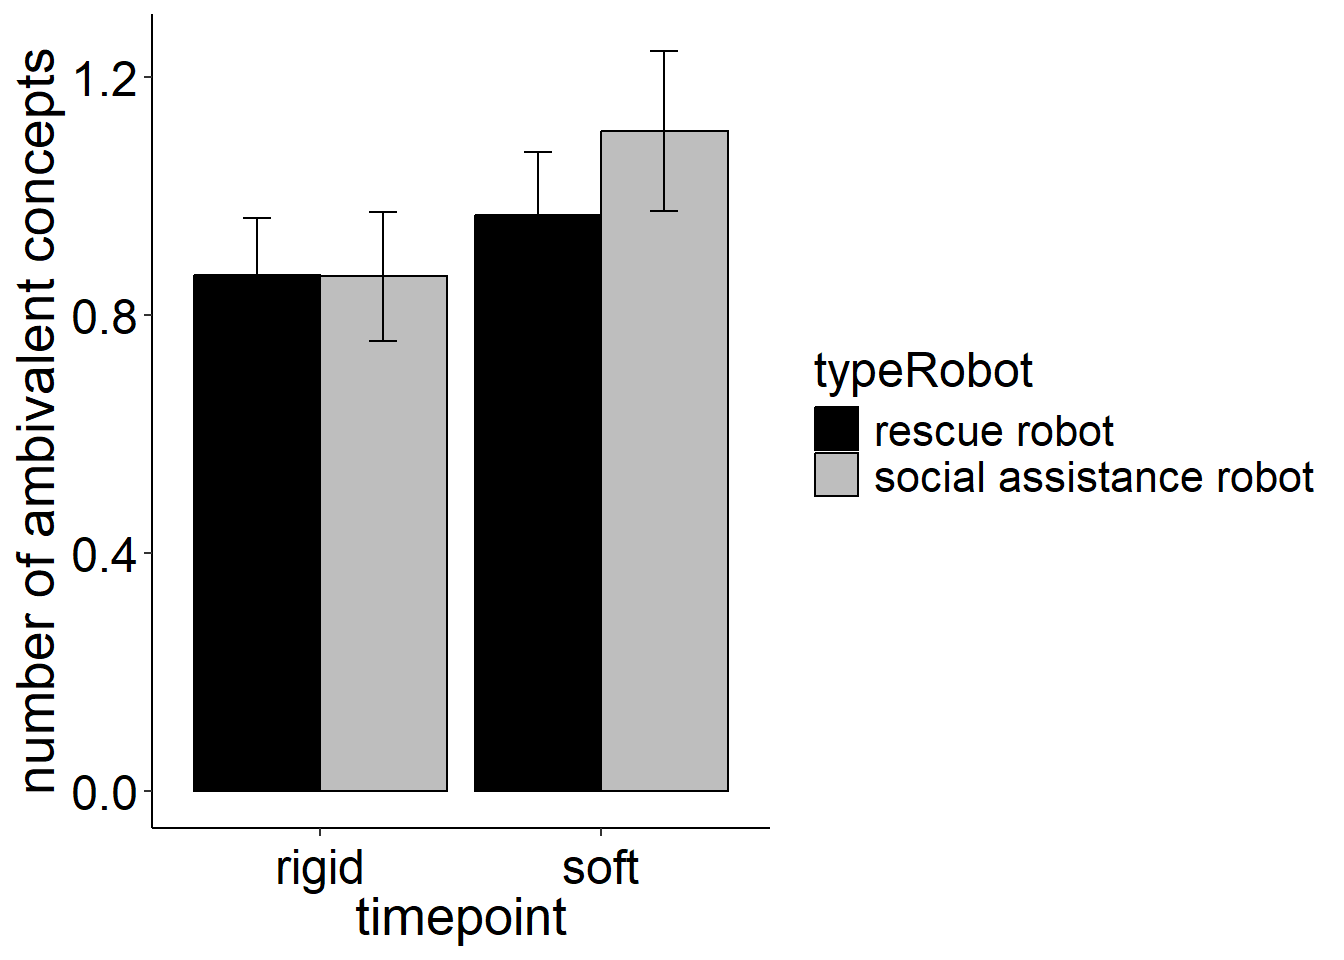 number of ambivalent concepts
1.2
0.8
0.4
0.0
rigid soft
timepoint
typeRobot
rescue robot
social assistance robot